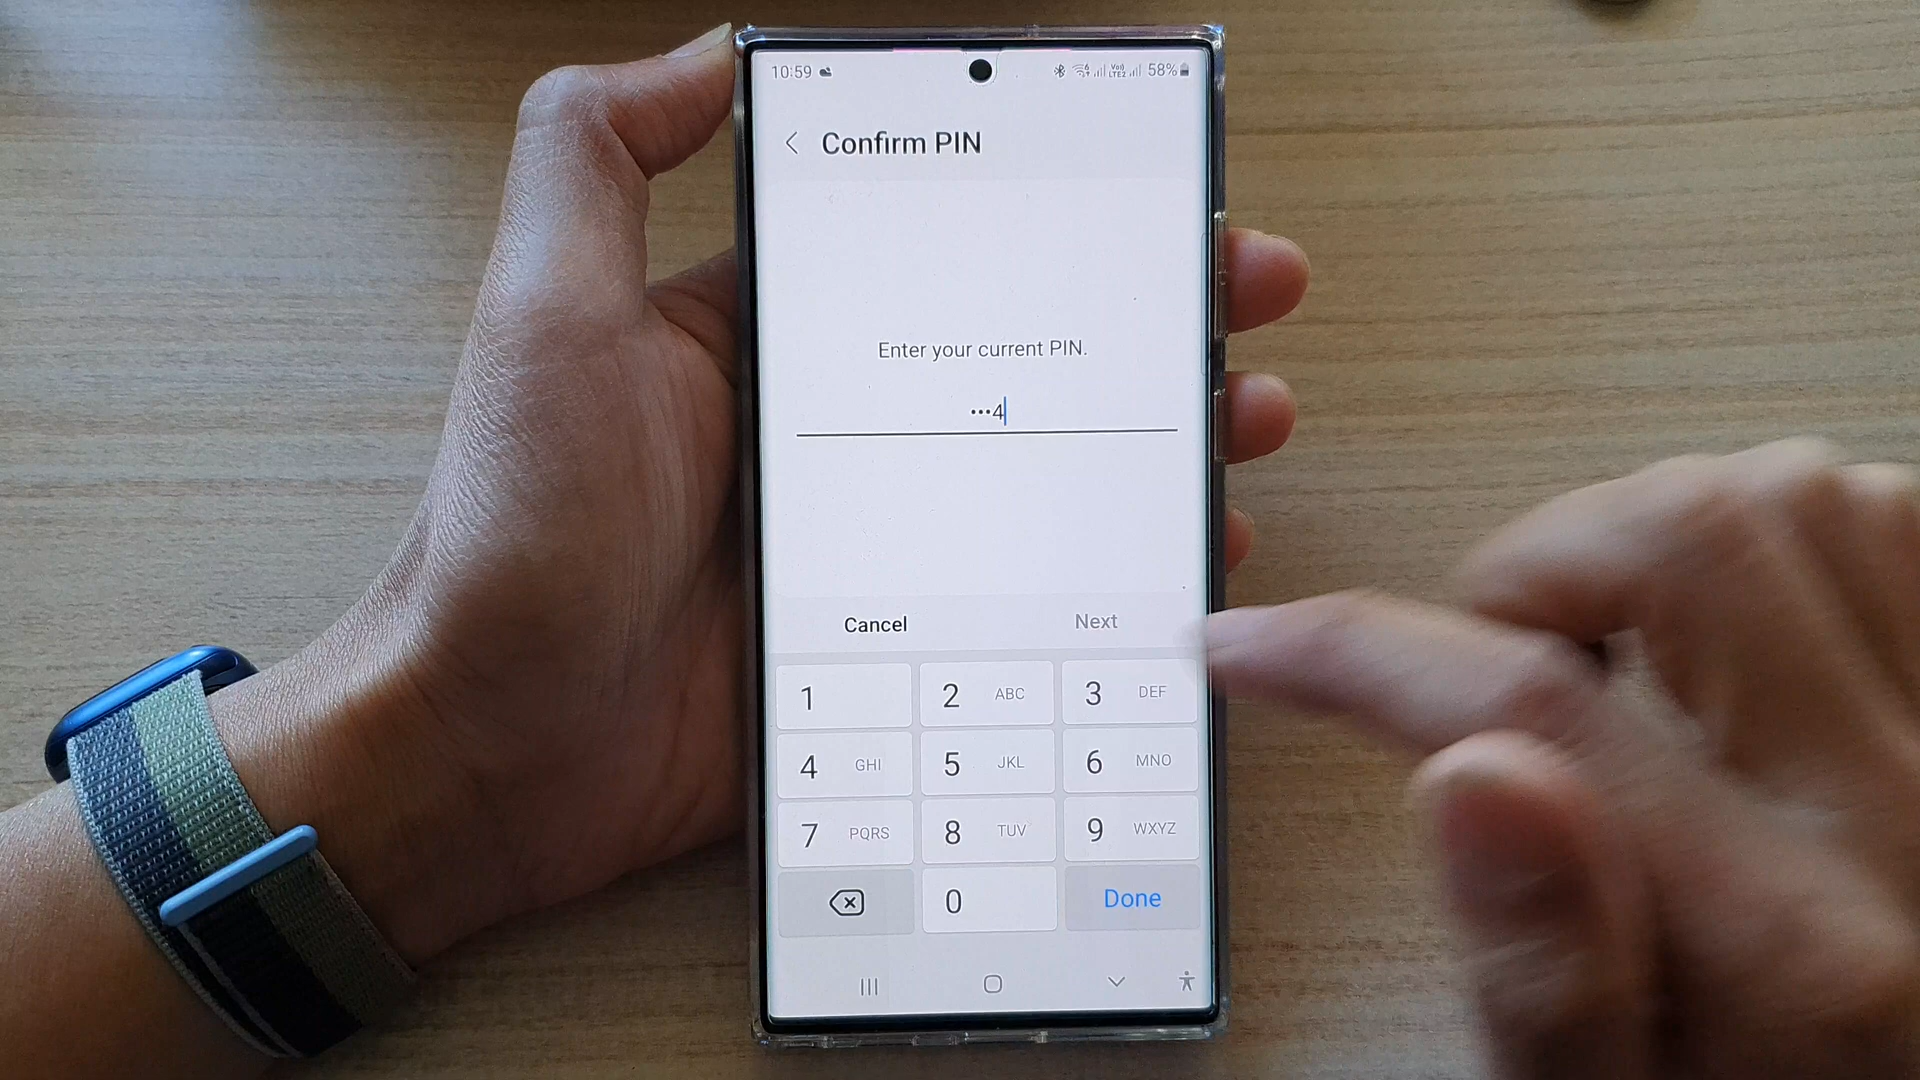 10:59 58%
Confirm PIN
Enter your current PIN.
•••4
Cancel Next
1 2 ABC 3 DEF
4 GHI 5 JKL 6 MNO
7 PQRS 8 TUV 9 WXYZ
0 Done